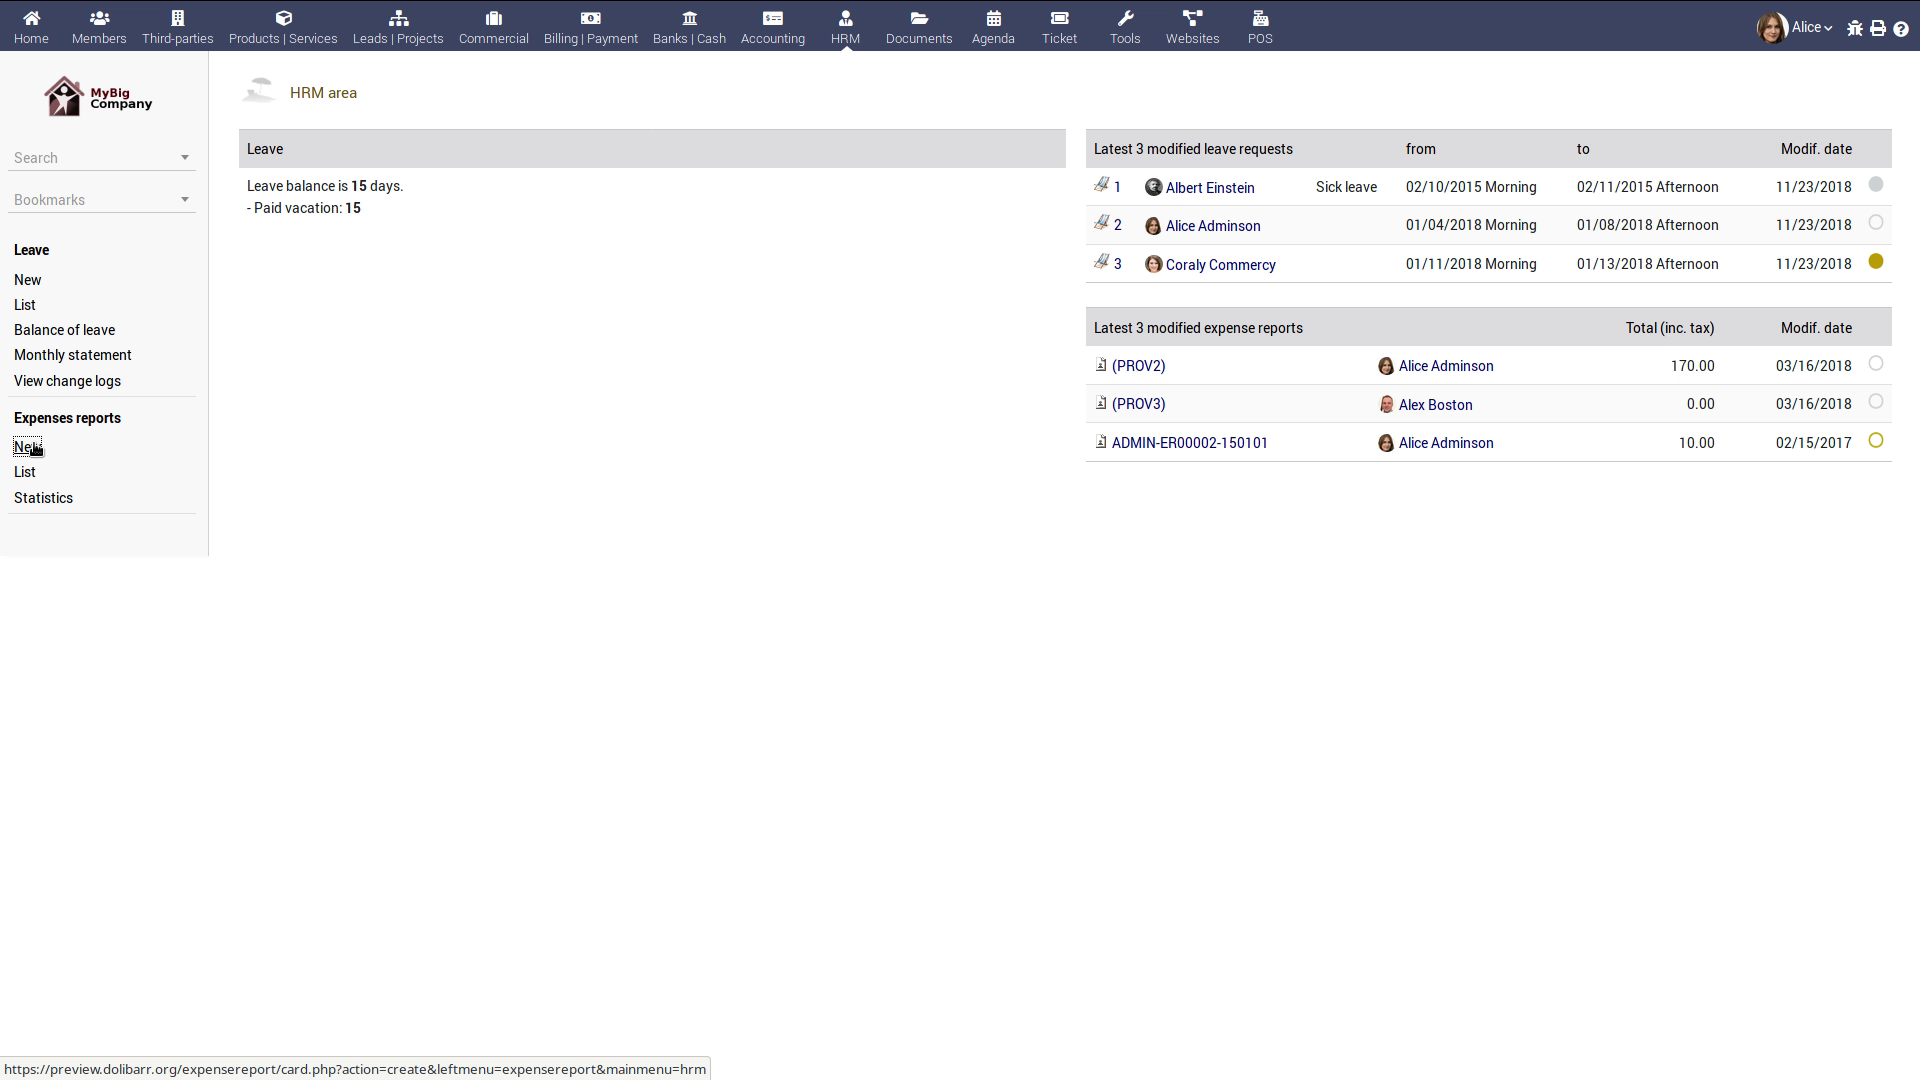 Home Members Third-parties Products | Services Leads | Projects Commercial Billing | Payment Banks | Cash Accounting HRM Documents Agenda Ticket Tools Websites POS Alice
MyBig
Company
Search
Bookmarks
Leave
New
List
Balance of leave
Monthly statement
View change logs
Expenses reports
New
List
Statistics
HRM area
Leave
Leave balance is 15 days.
- Paid vacation: 15
Latest 3 modified leave requests from to Modif. date
1 Albert Einstein Sick leave 02/10/2015 Morning 02/11/2015 Afternoon 11/23/2018
2 Alice Adminson 01/04/2018 Morning 01/08/2018 Afternoon 11/23/2018
3 Coraly Commercy 01/11/2018 Morning 01/13/2018 Afternoon 11/23/2018
Latest 3 modified expense reports Total (inc. tax) Modif. date
(PROV2) Alice Adminson 170.00 03/16/2018
(PROV3) Alex Boston 0.00 03/16/2018
ADMIN-ER00002-150101 Alice Adminson 10.00 02/15/2017
https://preview.dolibarr.org/expensereport/card.php?action=create&leftmenu=expensereport&mainmenu=hrm